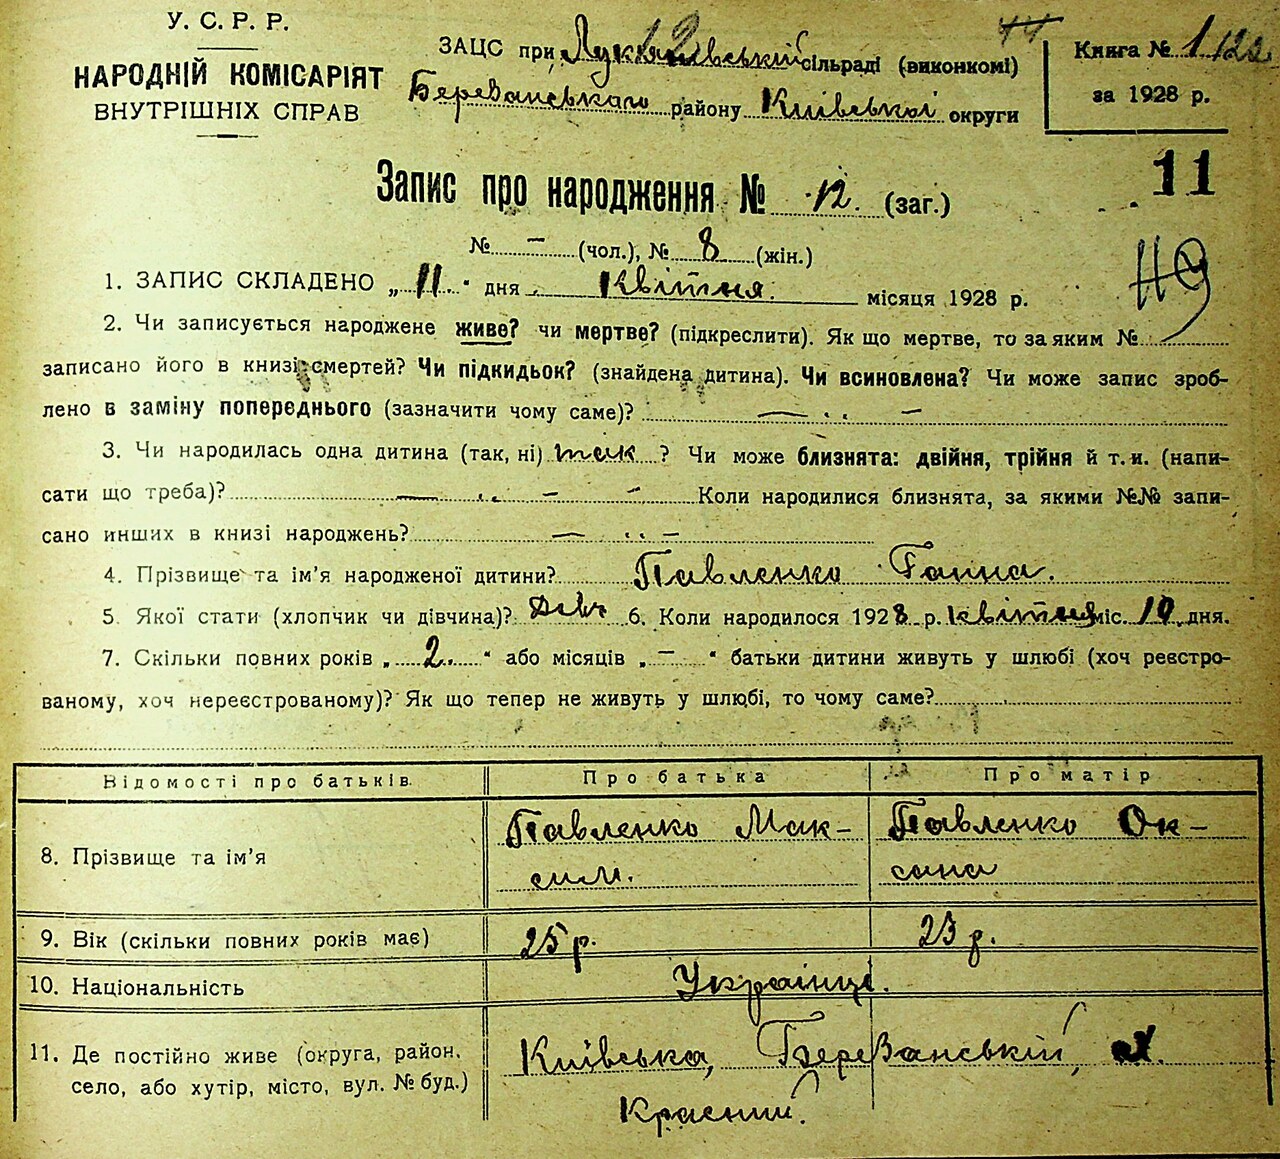 У. С. Р. Р.
НАРОДНІЙ КОМІСАРІЯТ
ВНУТРІШНІХ СПРАВ
ЗАЦС при Лукашівський сільраді (виконкомі)
Березанського району Київської округи
Книга № 1
за 1928 р.
11
Запис про народження № 12. (заг.)
№ – (чол.), № 8 (жін.)
1. ЗАПИС СКЛАДЕНО „11" дня Квітня. місяця 1928 р.
2. Чи записується народжене живе? чи мертве? (підкреслити). Як що мертве, то за яким №
записано його в книзі смертей? Чи підкидьок? (знайдена дитина). Чи всиновлена? Чи може запис зроб-
лено в заміну попереднього (зазначити чому саме)?
3. Чи народилась одна дитина (так, ні) так ? Чи може близнята: двійня, трійня й т. и. (напи-
сати що треба)? Коли народилися близнята, за якими №№ запи-
сано инших в книзі народжень?
4. Прізвище та ім'я народженої дитини? Павленко Ганна.
5. Якої стати (хлопчик чи дівчина)? Дівч 6. Коли народилося 1928 р. квітня міс. 10 дня.
7. Скільки повних років „ 2. " або місяців „ – " батьки дитини живуть у шлюбі (хоч реєстро-
ваному, хоч нереєстрованому)? Як що тепер не живуть у шлюбі, то чому саме?
Відомості про батьків. Про батька Про матір
8. Прізвище та ім'я Павленко Мак- Павленко Ок-
сим. сана
9. Вік (скільки повних років має) 25 р. 23 р.
10. Національність Українці.
11. Де постійно живе (округа, район, Київська, Березанський, х.
село, або хутір, місто, вул. № буд.) Красний.